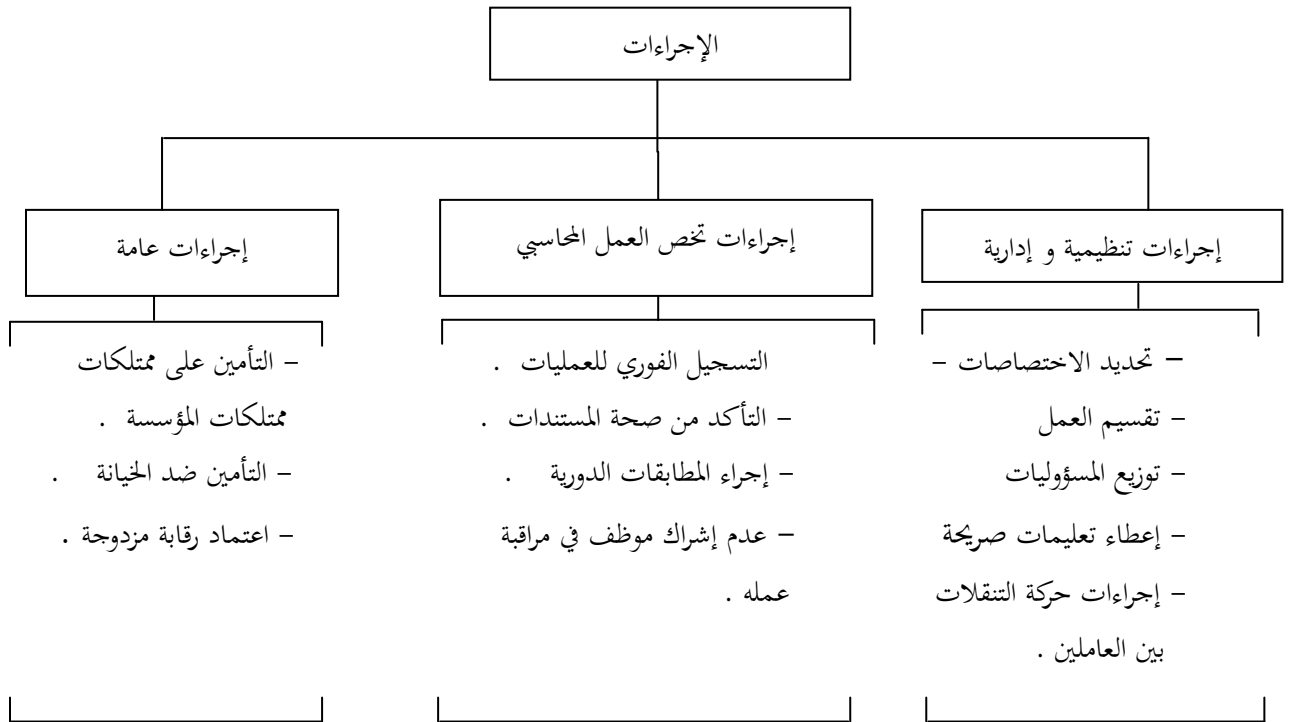 الإجراءات
إجراءات تنظيمية و إدارية
– تحديد الاختصاصات –
– تقسيم العمل
– توزيع المسؤوليات
– إعطاء تعليمات صريحة
– إجراءات حركة التنقلات
بين العاملين .
إجراءات تخص العمل المحاسبي
التسجيل الفوري للعمليات .
– التأكد من صحة المستندات .
– إجراء المطابقات الدورية .
– عدم إشراك موظف في مراقبة
عمله .
إجراءات عامة
– التأمين على ممتلكات
ممتلكات المؤسسة .
– التأمين ضد الخيانة .
– اعتماد رقابة مزدوجة .